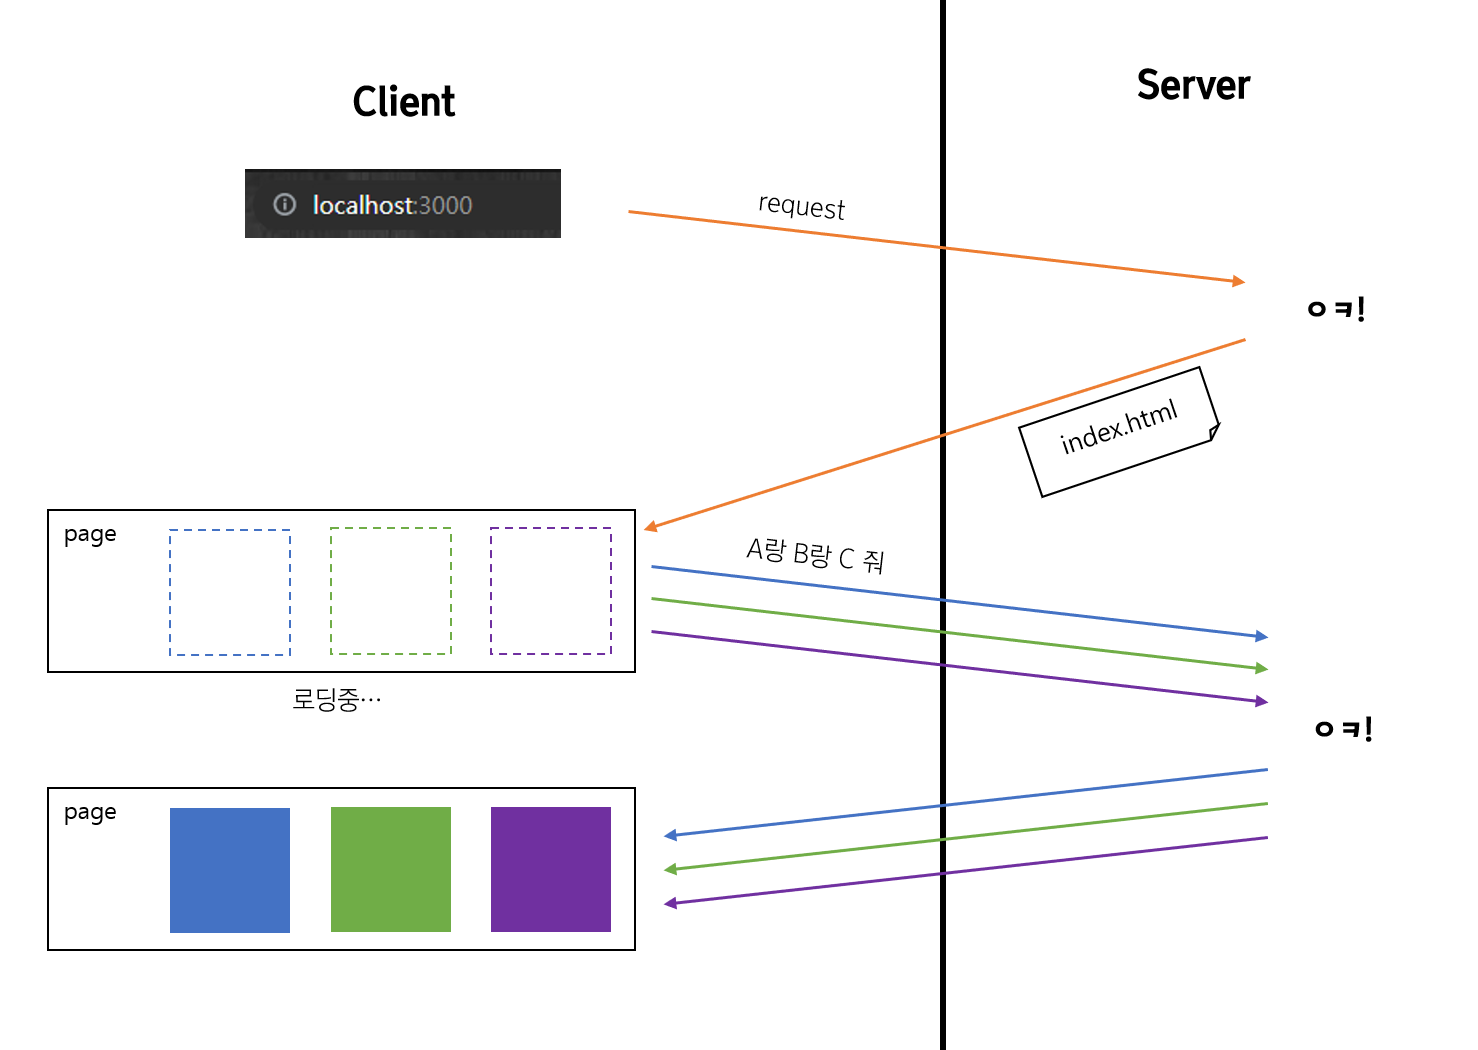 Client
Server
localhost:3000
request
ㅇㅋ!
index.html
page
A랑 B랑 C 줘
로딩중…
ㅇㅋ!
page